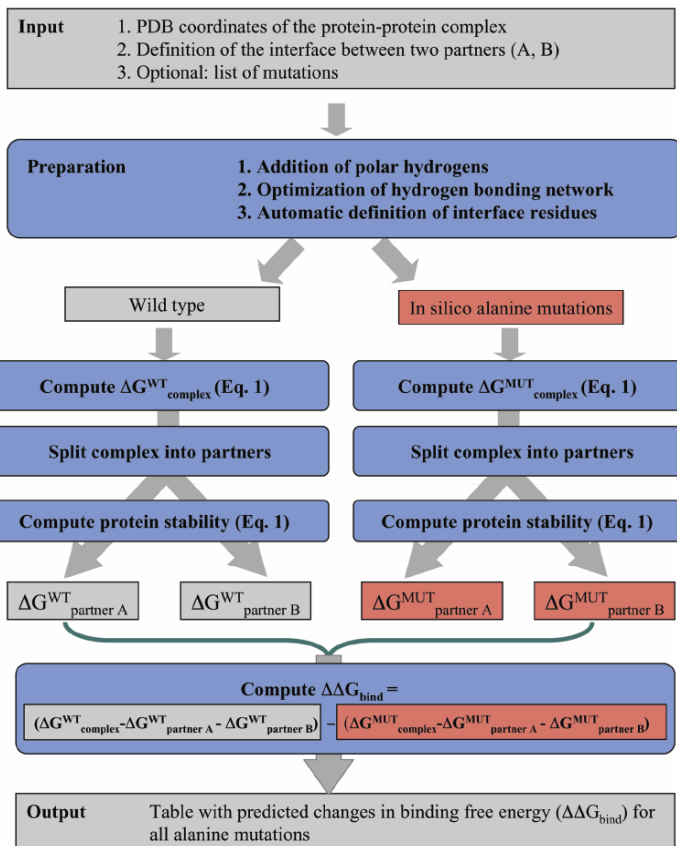 Input 1. PDB coordinates of the protein-protein complex
2. Definition of the interface between two partners (A, B)
3. Optional: list of mutations
Preparation 1. Addition of polar hydrogens
2. Optimization of hydrogen bonding network
3. Automatic definition of interface residues
Wild type
In silico alanine mutations
Compute ΔG^WT_complex (Eq. 1)
Compute ΔG^MUT_complex (Eq. 1)
Split complex into partners
Split complex into partners
Compute protein stability (Eq. 1)
Compute protein stability (Eq. 1)
ΔG^WT_partner A
ΔG^WT_partner B
ΔG^MUT_partner A
ΔG^MUT_partner B
Compute ΔΔG_bind =
(ΔG^WT_complex-ΔG^WT_partner A - ΔG^WT_partner B) – (ΔG^MUT_complex-ΔG^MUT_partner A - ΔG^MUT_partner B)
Output Table with predicted changes in binding free energy (ΔΔG_bind) for
all alanine mutations